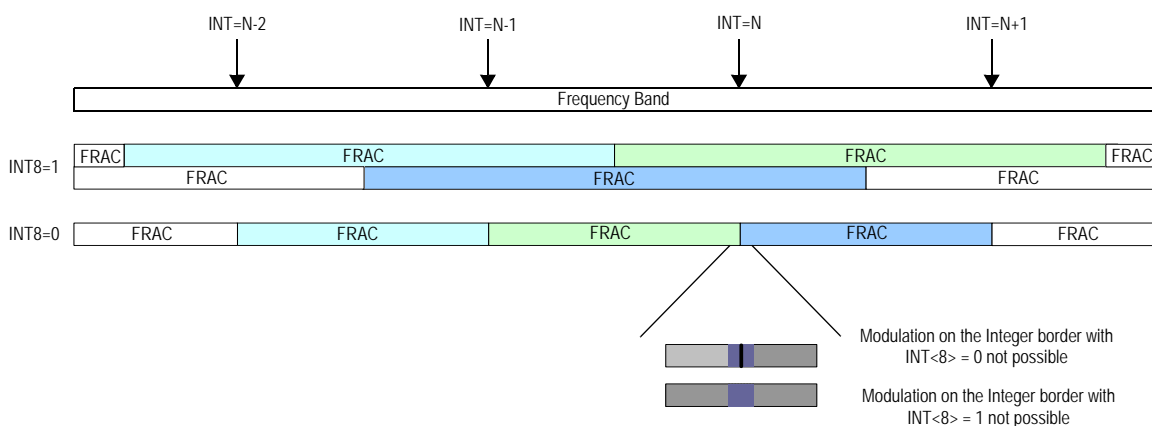 INT=N-2 INT=N-1 INT=N INT=N+1
Frequency Band
INT8=1
FRAC FRAC FRAC FRAC
FRAC FRAC FRAC
INT8=0 FRAC FRAC FRAC FRAC FRAC
Modulation on the Integer border with
INT<8> = 0 not possible
Modulation on the Integer border with
INT<8> = 1 not possible